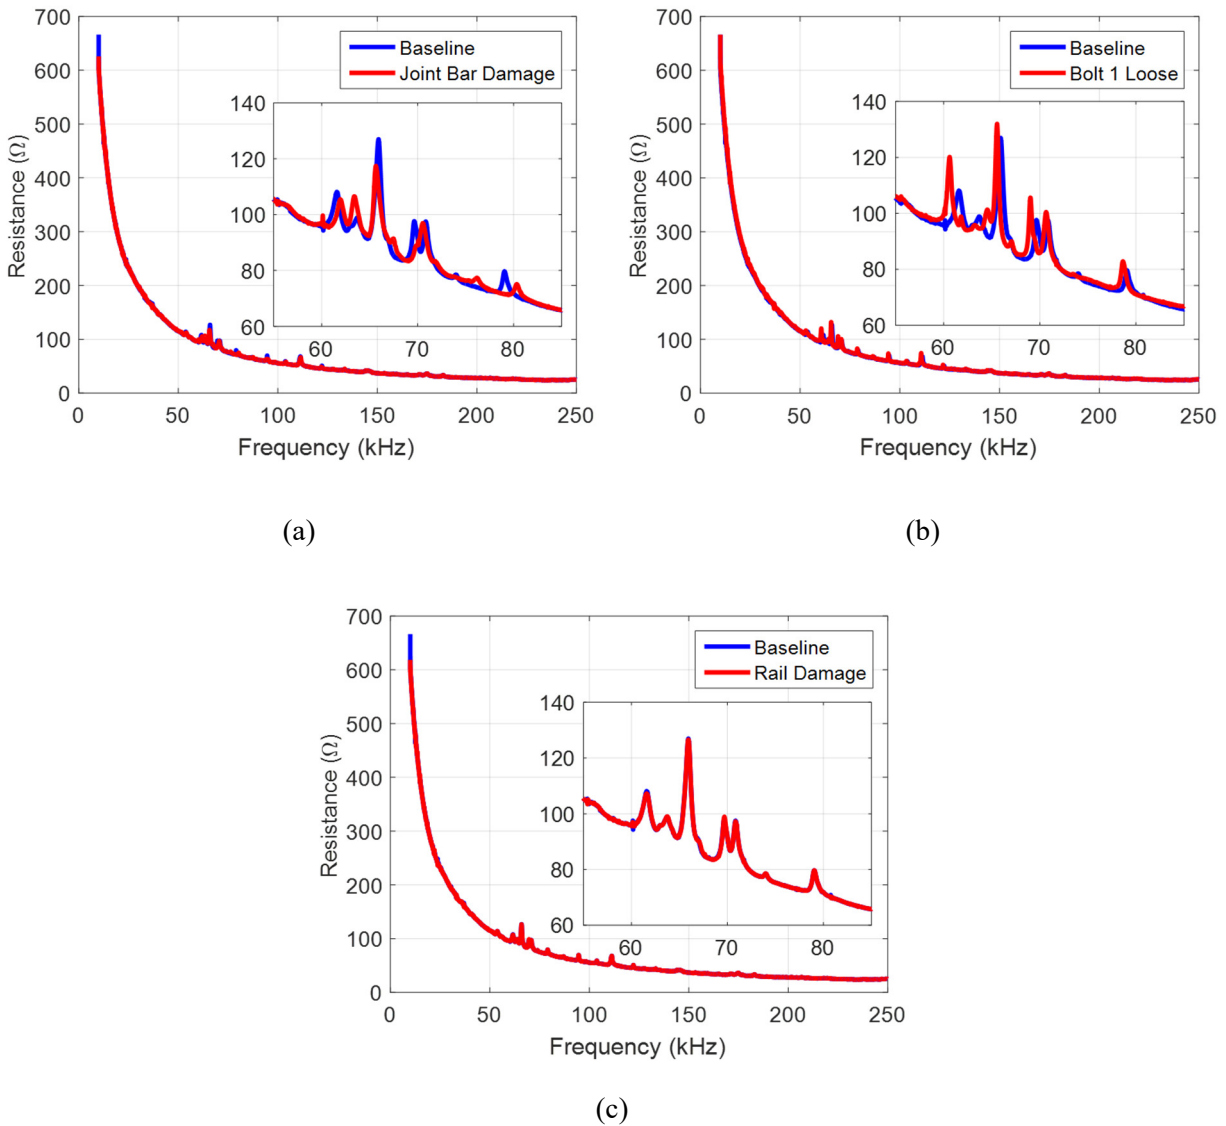 (a)
700
600
500
400
300
200
100
0
Resistance (Ω)
Baseline
Joint Bar Damage
140
120
100
80
60
60 70 80
0 50 100 150 200 250
Frequency (kHz)
(b)
700
600
500
400
300
200
100
0
Resistance (Ω)
Baseline
Bolt 1 Loose
140
120
100
80
60
60 70 80
0 50 100 150 200 250
Frequency (kHz)
(a)
(b)
700
600
500
400
300
200
100
0
Resistance (Ω)
Baseline
Rail Damage
140
120
100
80
60
60 70 80
0 50 100 150 200 250
Frequency (kHz)
(c)